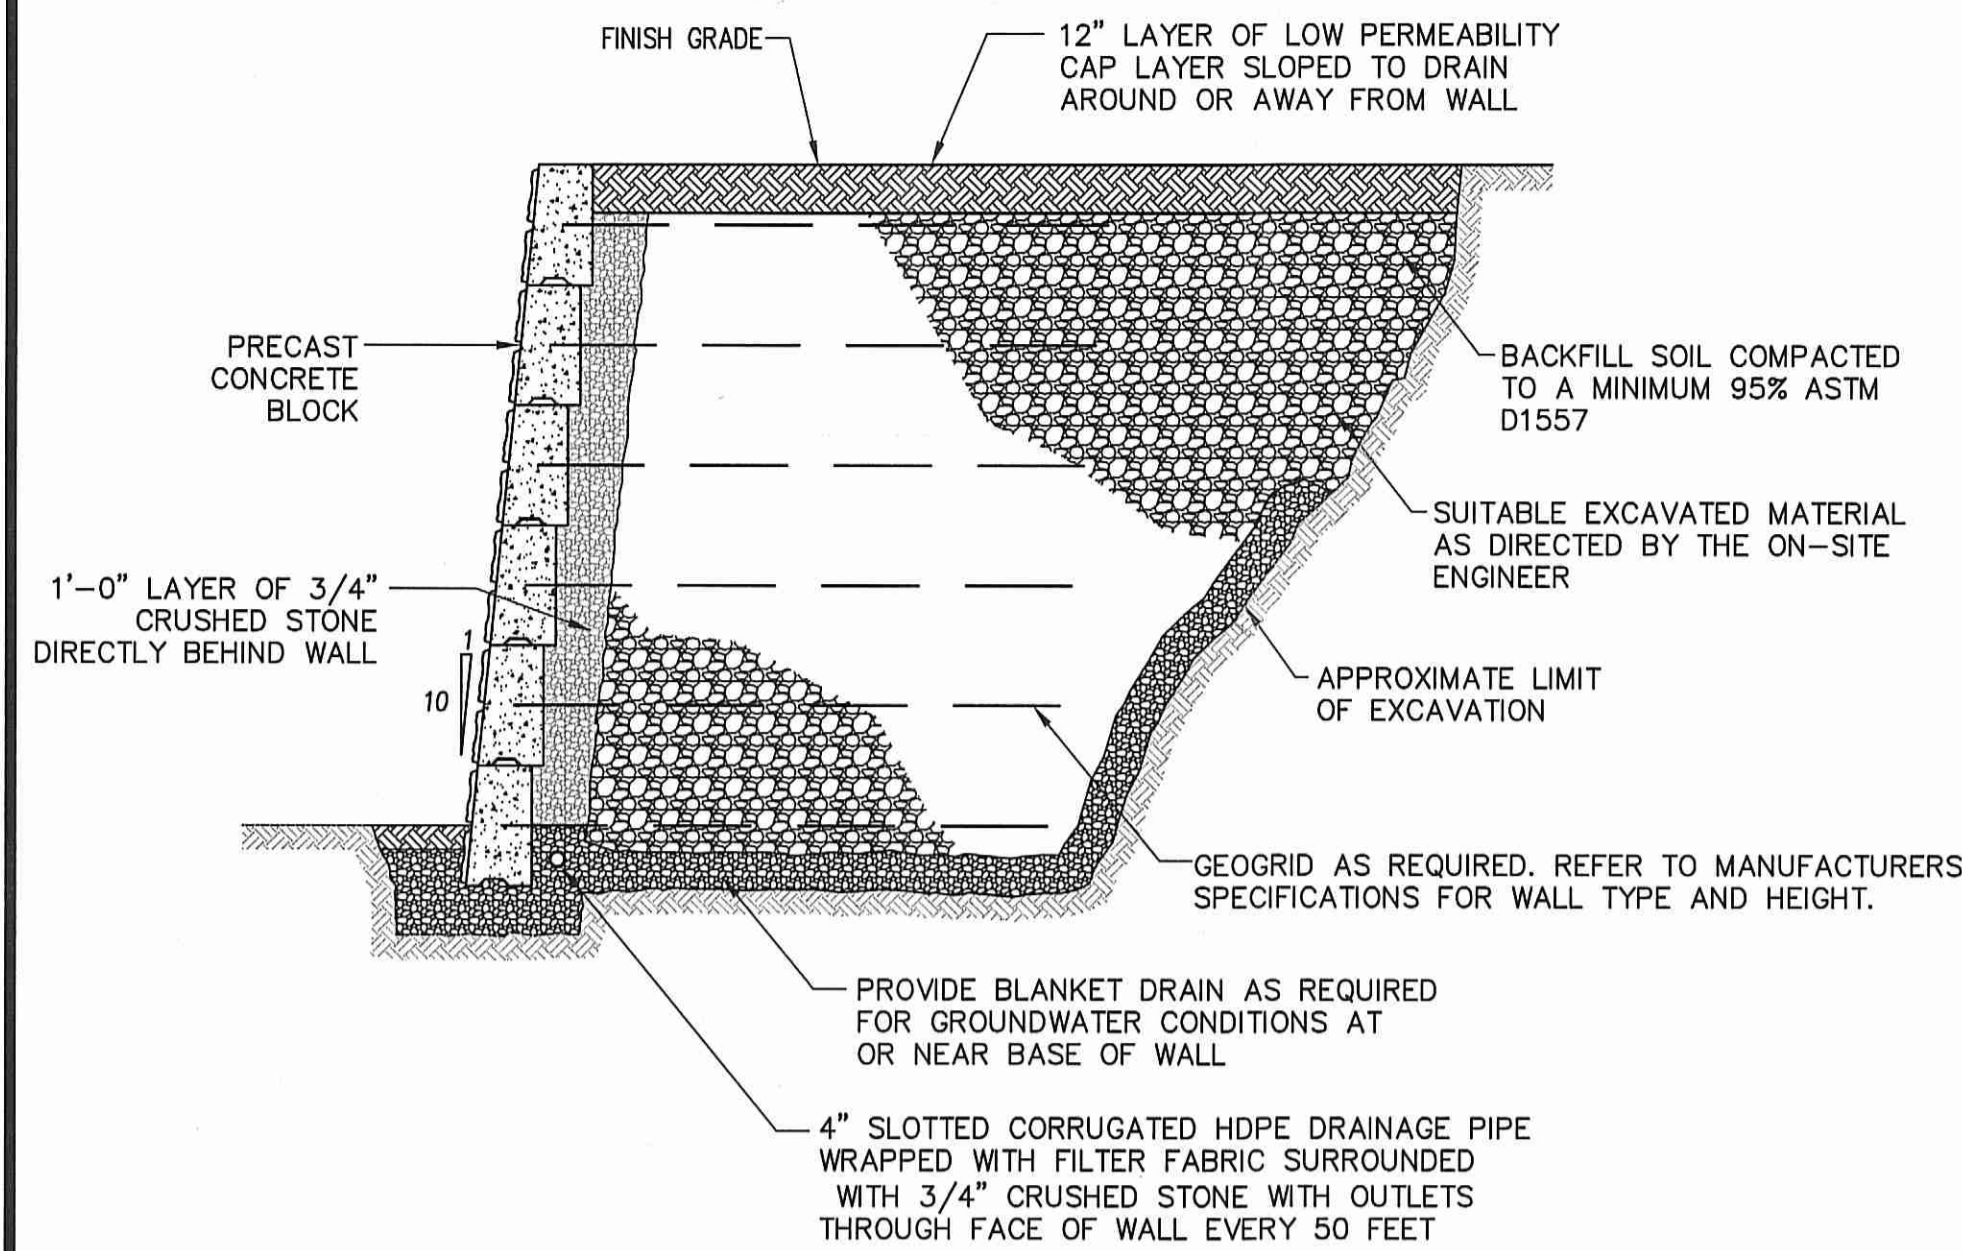 FINISH GRADE
12" LAYER OF LOW PERMEABILITY
CAP LAYER SLOPED TO DRAIN
AROUND OR AWAY FROM WALL
PRECAST
CONCRETE
BLOCK
BACKFILL SOIL COMPACTED
TO A MINIMUM 95% ASTM
D1557
SUITABLE EXCAVATED MATERIAL
AS DIRECTED BY THE ON-SITE
ENGINEER
1'-0" LAYER OF 3/4"
CRUSHED STONE
DIRECTLY BEHIND WALL
1
10
APPROXIMATE LIMIT
OF EXCAVATION
GEOGRID AS REQUIRED. REFER TO MANUFACTURERS
SPECIFICATIONS FOR WALL TYPE AND HEIGHT.
PROVIDE BLANKET DRAIN AS REQUIRED
FOR GROUNDWATER CONDITIONS AT
OR NEAR BASE OF WALL
4" SLOTTED CORRUGATED HDPE DRAINAGE PIPE
WRAPPED WITH FILTER FABRIC SURROUNDED
WITH 3/4" CRUSHED STONE WITH OUTLETS
THROUGH FACE OF WALL EVERY 50 FEET